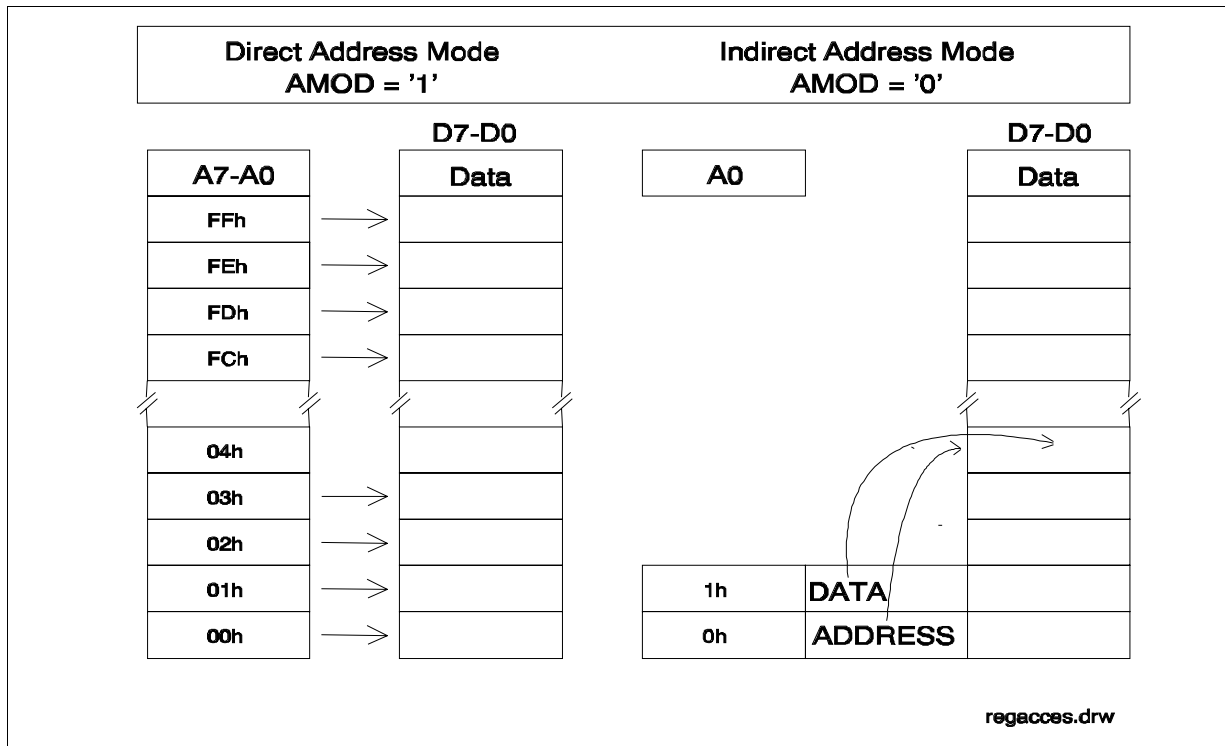 Direct Address Mode
AMOD = '1'
Indirect Address Mode
AMOD = '0'
D7-D0
D7-D0
A7-A0
Data
A0
Data
FFh
FEh
FDh
FCh
04h
03h
02h
01h
1h
DATA
00h
0h
ADDRESS
regacces.drw